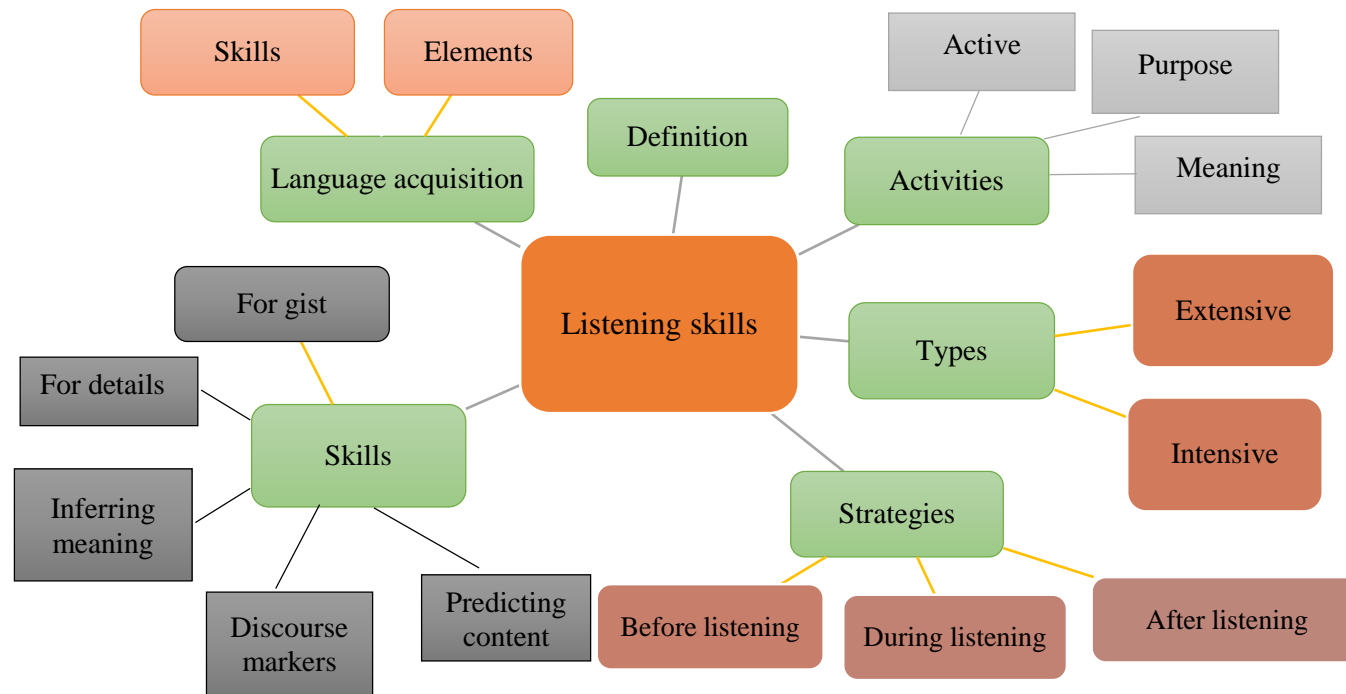 Skills
Elements
Active
Purpose
Definition
Language acquisition
Activities
Meaning
For gist
Listening skills
Extensive
Types
For details
Skills
Intensive
Inferring
meaning
Strategies
Predicting
content
Before listening
During listening
After listening
Discourse
markers